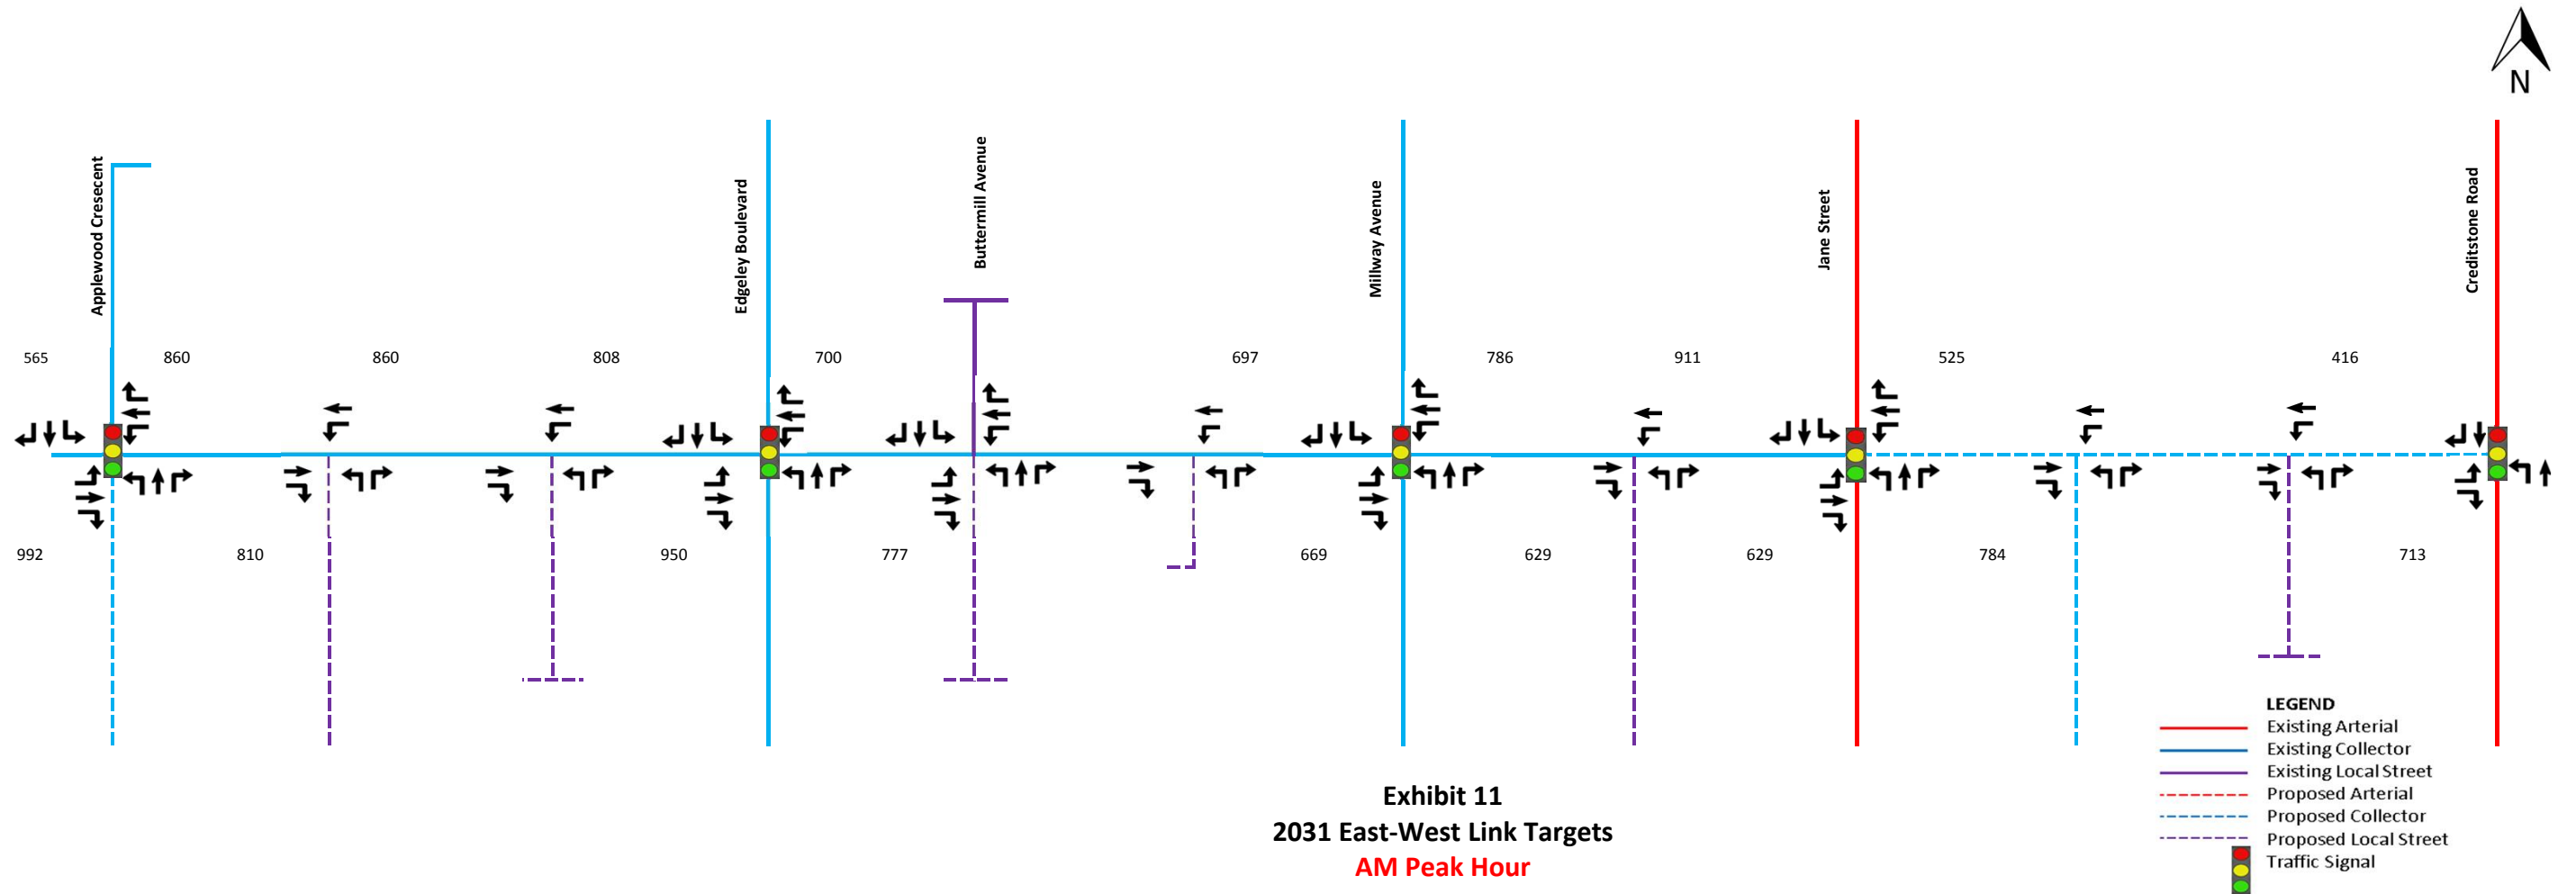 N
Applewood Cresecent
Edgeley Boulevard
Buttermill Avenue
Millway Avenue
Jane Street
Creditstone Road
565 860 860 808 700 697 786 911 525 416
992 810 950 777 669 629 629 784 713
LEGEND
Existing Arterial
Existing Collector
Existing Local Street
Proposed Arterial
Proposed Collector
Proposed Local Street
Traffic Signal
Exhibit 11
2031 East-West Link Targets
AM Peak Hour